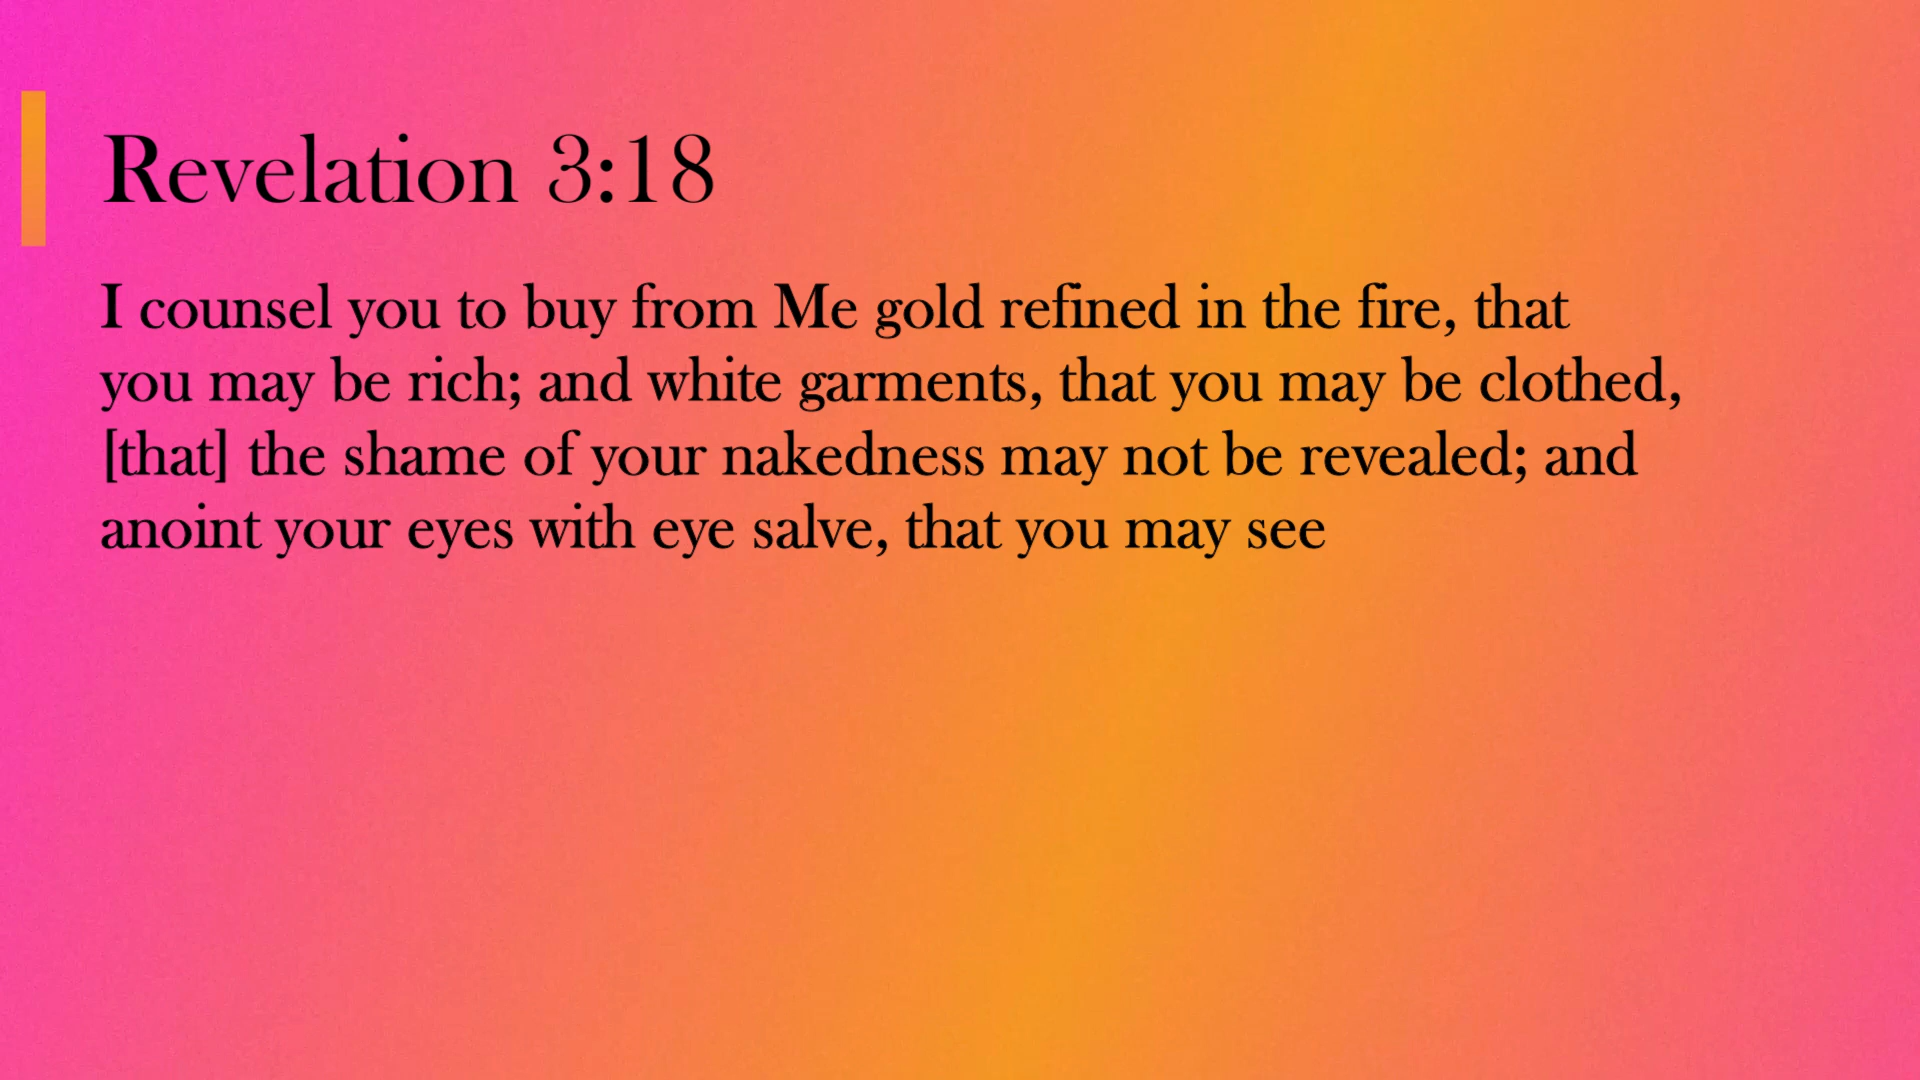 Revelation 3:18
I counsel you to buy from Me gold refined in the fire, that
you may be rich; and white garments, that you may be clothed,
[that] the shame of your nakedness may not be revealed; and
anoint your eyes with eye salve, that you may see